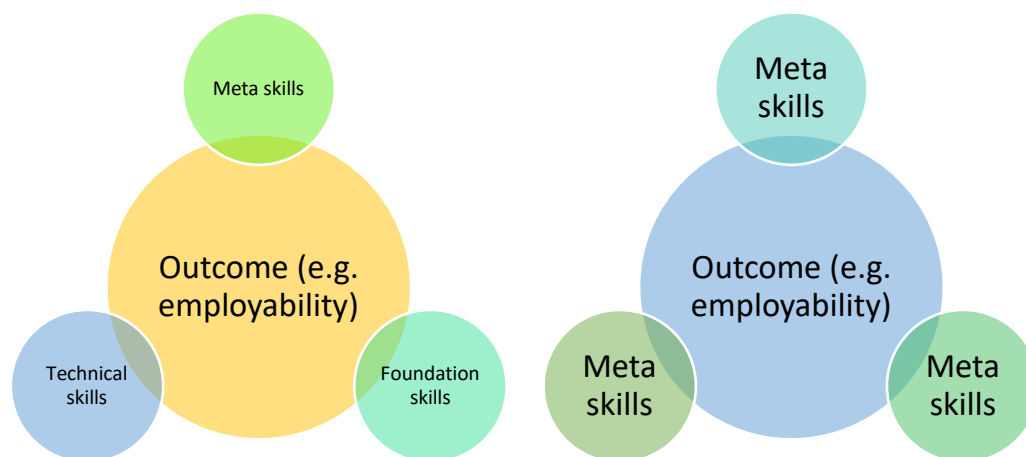 Meta skills
Outcome (e.g.
employability)
Technical
skills
Foundation
skills
Meta
skills
Outcome (e.g.
employability)
Meta
skills
Meta
skills